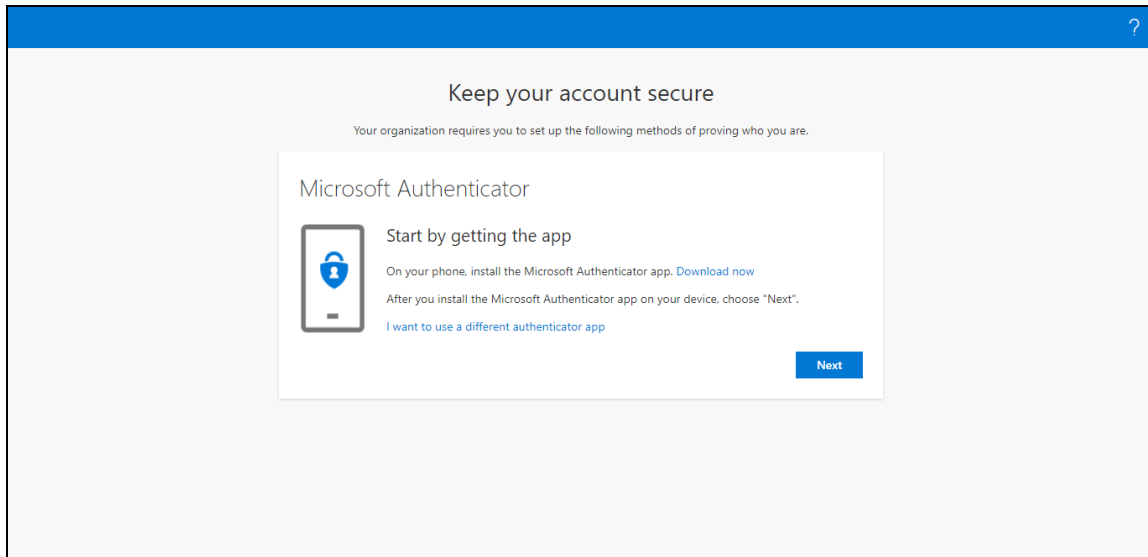 ?
Keep your account secure
Your organization requires you to set up the following methods of proving who you are.
Microsoft Authenticator
Start by getting the app
On your phone, install the Microsoft Authenticator app. Download now
After you install the Microsoft Authenticator app on your device, choose "Next".
I want to use a different authenticator app
Next